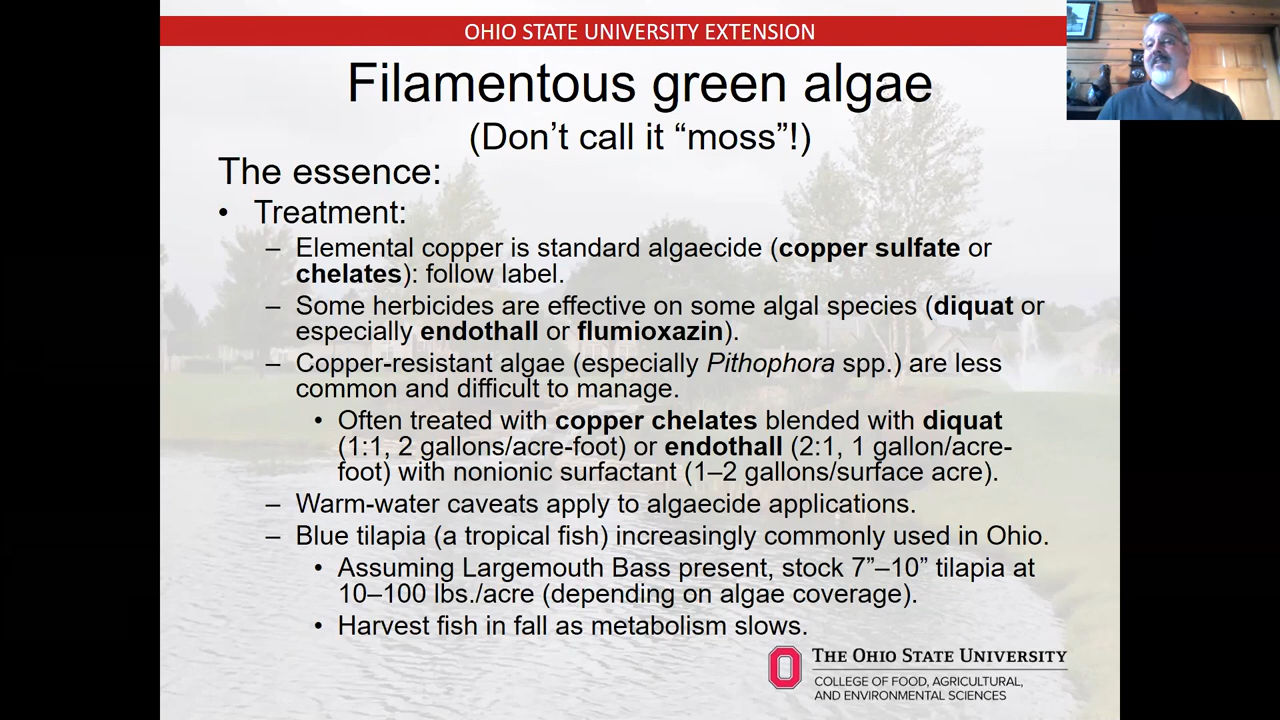 OHIO STATE UNIVERSITY EXTENSION
Filamentous green algae
(Don’t call it “moss”!)
The essence:
• Treatment:
– Elemental copper is standard algaecide (copper sulfate or
chelates): follow label.
– Some herbicides are effective on some algal species (diquat or
especially endothall or flumioxazin).
– Copper-resistant algae (especially Pithophora spp.) are less
common and difficult to manage.
• Often treated with copper chelates blended with diquat
(1:1, 2 gallons/acre-foot) or endothall (2:1, 1 gallon/acre-
foot) with nonionic surfactant (1–2 gallons/surface acre).
– Warm-water caveats apply to algaecide applications.
– Blue tilapia (a tropical fish) increasingly commonly used in Ohio.
• Assuming Largemouth Bass present, stock 7”–10” tilapia at
10–100 lbs./acre (depending on algae coverage).
• Harvest fish in fall as metabolism slows.
THE OHIO STATE UNIVERSITY
COLLEGE OF FOOD, AGRICULTURAL,
AND ENVIRONMENTAL SCIENCES